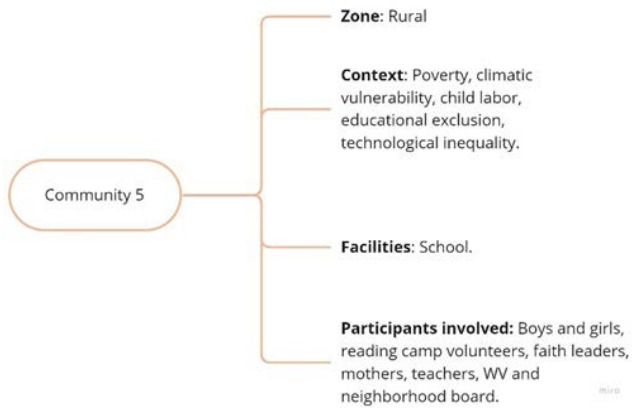 Zone: Rural
Context: Poverty, climatic
vulnerability, child labor,
educational exclusion,
technological inequality.
Community 5
Facilities: School.
Participants involved: Boys and girls,
reading camp volunteers, faith leaders,
mothers, teachers, WV and
neighborhood board.
miro